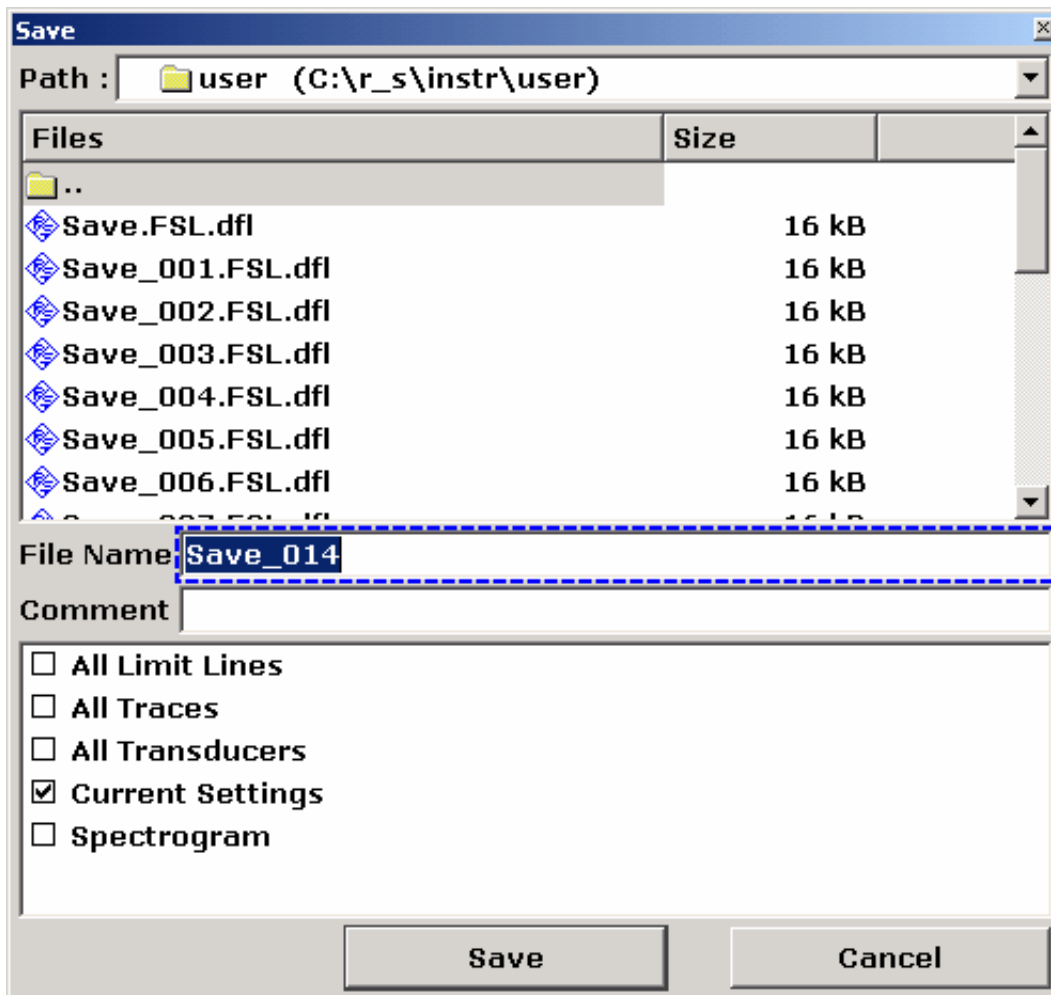 Save
Path : user (C:\r_s\instr\user)
Files Size
..
Save.FSL.dfl 16 kB
Save_001.FSL.dfl 16 kB
Save_002.FSL.dfl 16 kB
Save_003.FSL.dfl 16 kB
Save_004.FSL.dfl 16 kB
Save_005.FSL.dfl 16 kB
Save_006.FSL.dfl 16 kB
File Name Save_014
Comment
All Limit Lines
All Traces
All Transducers
Current Settings
Spectrogram
Save Cancel